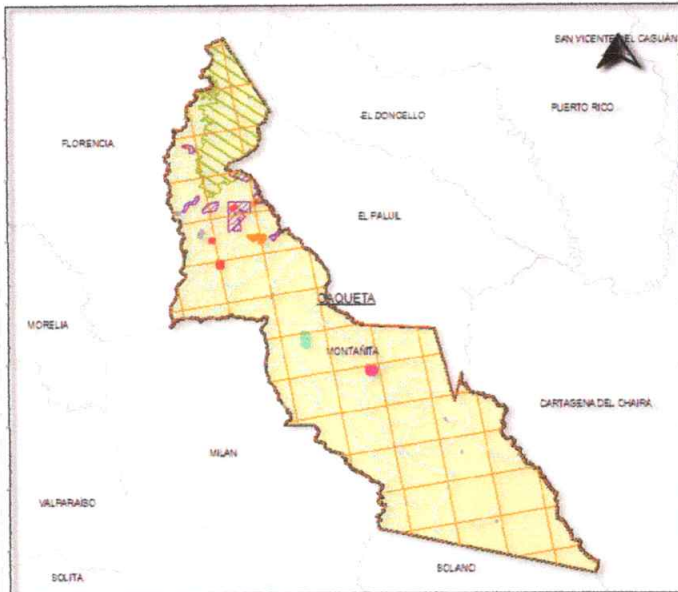 SAN VICENTE DEL CAGUÁN
PUERTO RICO
EL DONCELLO
FLORENCIA
EL PAUJIL
CAQUETA
MORELIA
MONTAÑITA
CARTAGENA DEL CHAIRÁ
MILAN
VALPARAISO
SOLANO
SOLITA